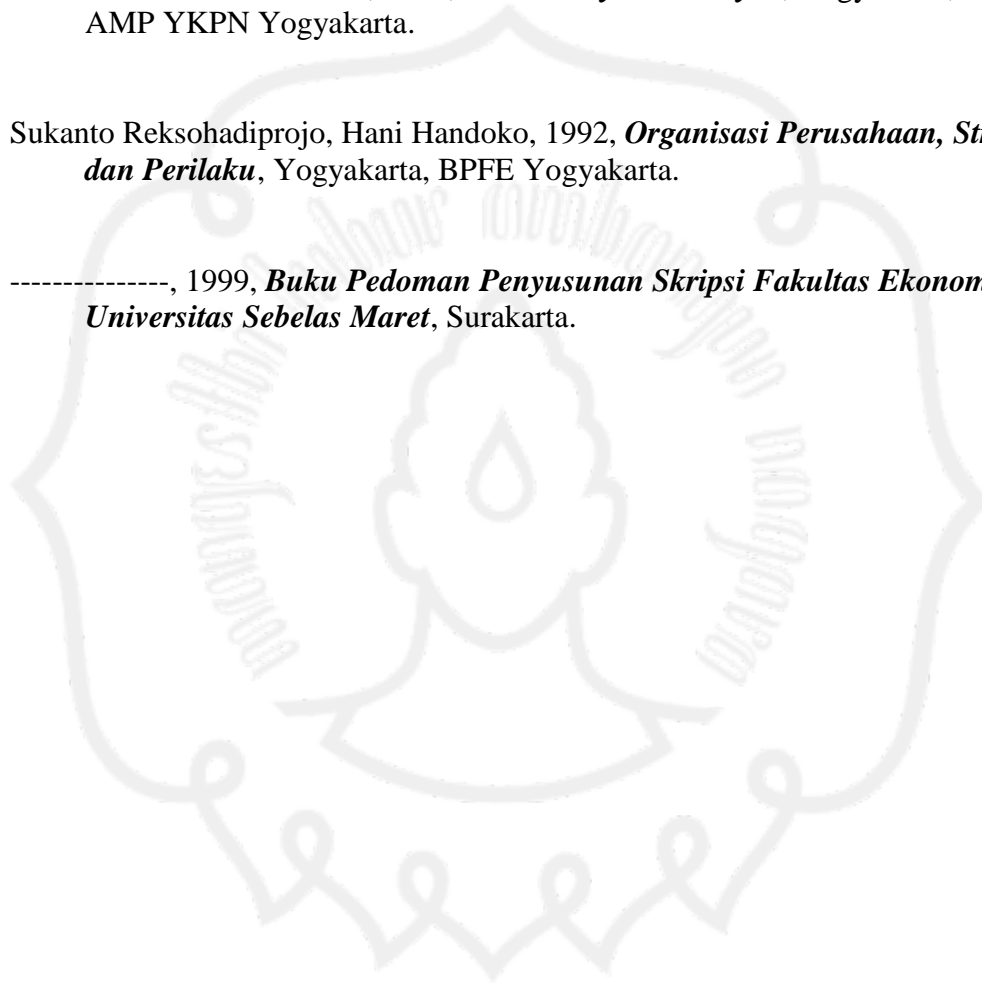 AMP YKPN Yogyakarta.
Sukanto Reksohadiprojo, Hani Handoko, 1992, Organisasi Perusahaan,
dan Perilaku, Yogyakarta, BPFE Yogyakarta.
---------------, 1999, Buku Pedoman Penyusunan Skripsi Fakultas
Universitas Sebelas Maret, Surakarta.